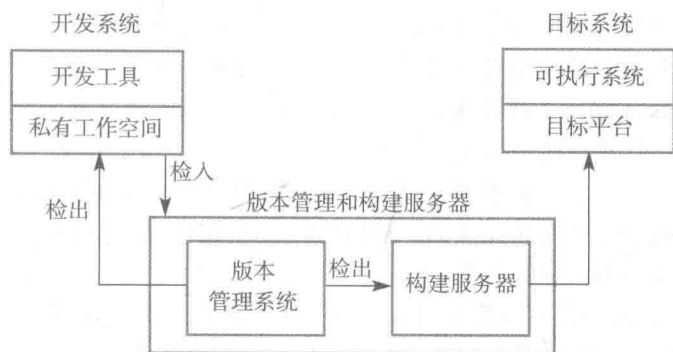 开发系统
目标系统
开发工具
可执行系统
私有工作空间
目标平台
检入
检出
版本管理和构建服务器
版本
管理系统
检出
构建服务器